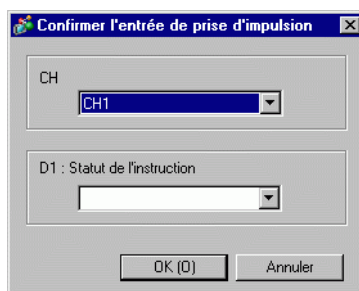 Confirmer l'entrée de prise d'impulsion
CH
CH1
D1 : Statut de l'instruction
OK (O)
Annuler